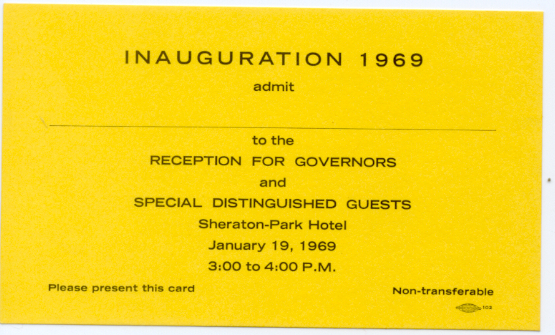 INAUGURATION 1969
admit
to the
RECEPTION FOR GOVERNORS
and
SPECIAL DISTINGUISHED GUESTS
Sheraton-Park Hotel
January 19, 1969
3:00 to 4:00 P.M.
Please present this card Non-transferable